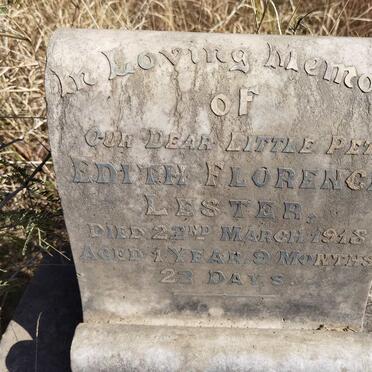 In Loving Memo
OF
OUR DEAR LITTLE PET
EDITH FLORENC
LESTER,
DIED 22ND MARCH 1918
AGED 1 YEAR 9 MONTHS
22 DAYS.